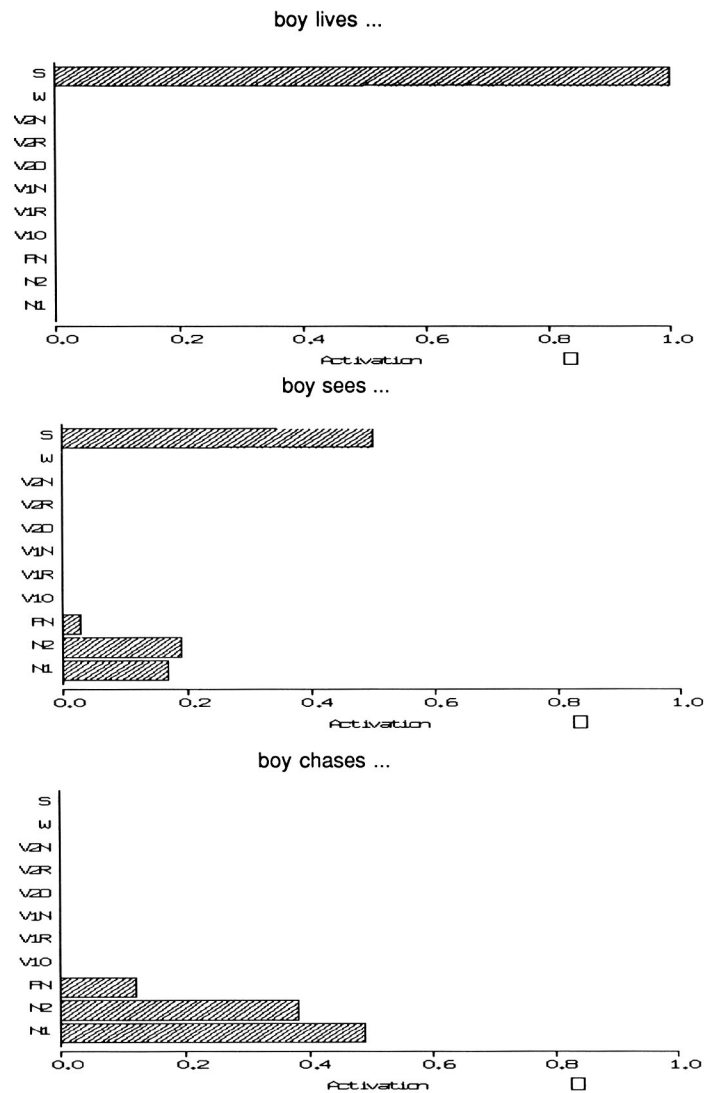 boy lives ...
S
W
V2N
V2R
V2O
V1N
V1R
V1O
PN
N2
N1
0.0 0.2 0.4 0.6 0.8 1.0
Activation
boy sees ...
S
W
V2N
V2R
V2O
V1N
V1R
V1O
PN
N2
N1
0.0 0.2 0.4 0.6 0.8 1.0
Activation
boy chases ...
S
W
V2N
V2R
V2O
V1N
V1R
V1O
PN
N2
N1
0.0 0.2 0.4 0.6 0.8 1.0
Activation